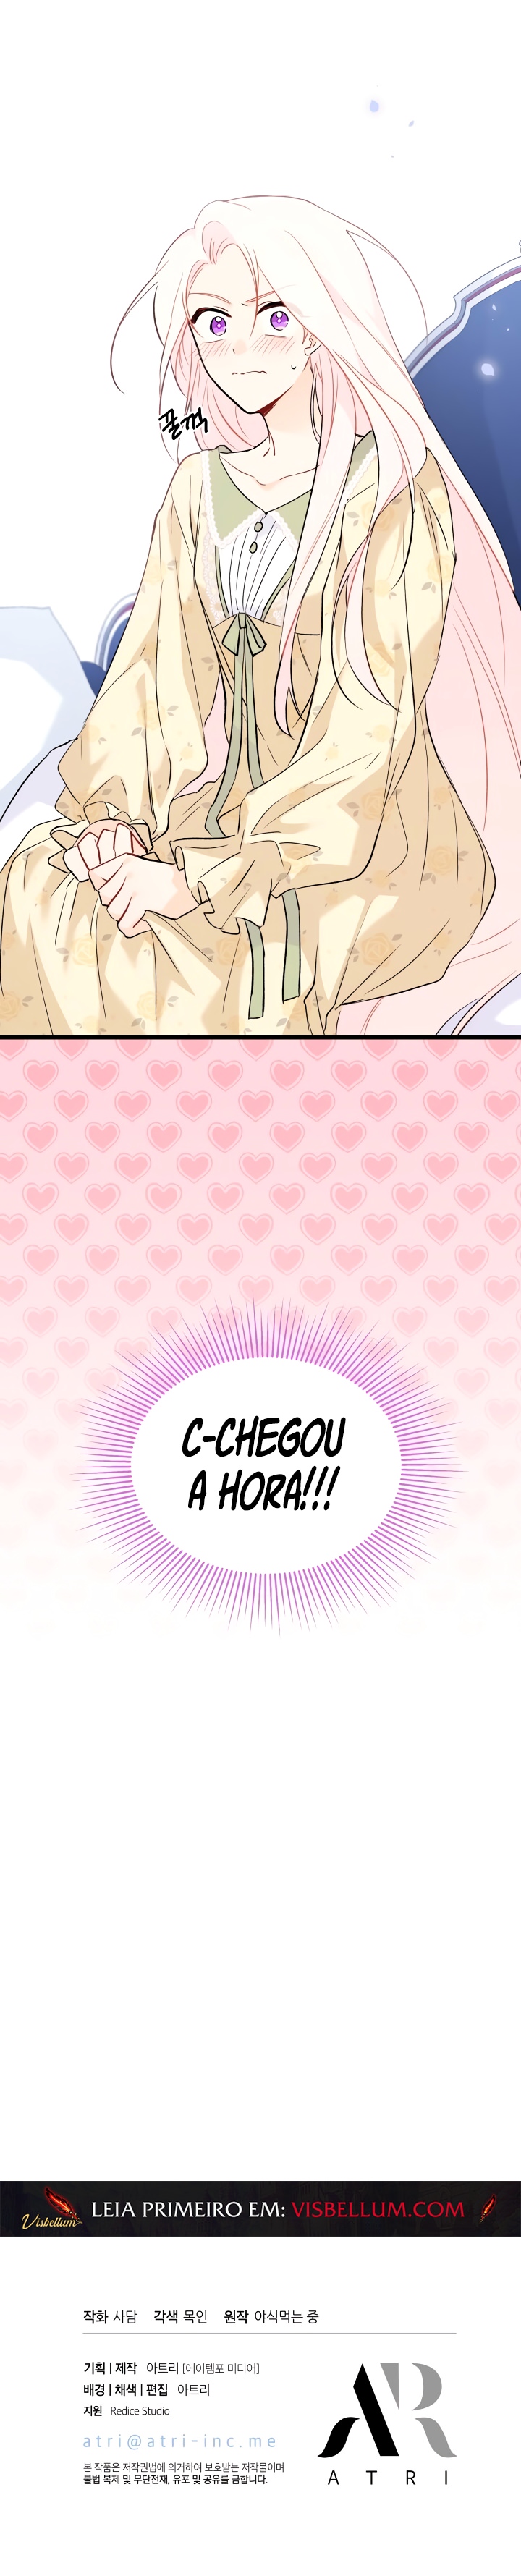 꿀꺽
C-CHEGOU
A HORA!!!
Visbellum
LEIA PRIMEIRO EM: VISBELLUM.COM
작화 사담 각색 목인 원작 야식먹는 중
기획 | 제작 아트리 [에이템포 미디어]
배경 | 채색 | 편집 아트리
지원 Redice Studio
atri@atri-inc.me
본 작품은 저작권법에 의거하여 보호받는 저작물이며
불법 복제 및 무단전재, 유포 및 공유를 금합니다.
AR
ATRI